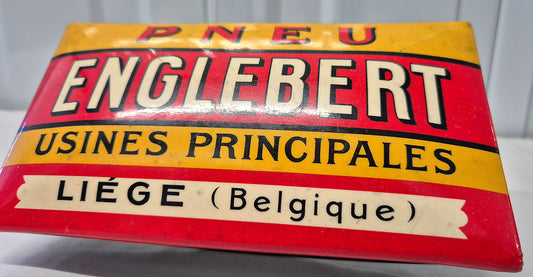 PNEU
ENGLEBERT
USINES PRINCIPALES
LIÉGE (Belgique)